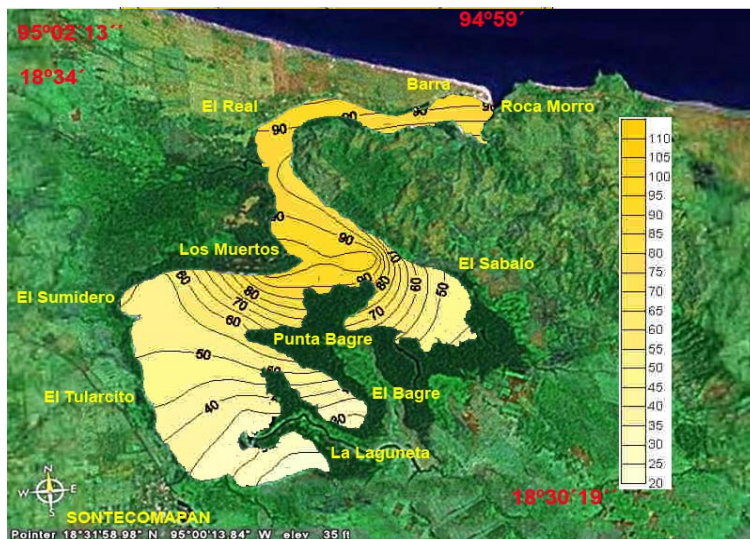 95º02´13´´
94º59´
18º34´
Barra
El Real
Roca Morro
90
90
90
90
90
70
80
80
60
50
Los Muertos
El Sabalo
60
80
70
70
60
El Sumidero
Punta Bagre
50
El Tularcito
El Bagre
40
30
La Laguneta
110
105
100
95
90
85
80
75
70
65
60
55
50
45
40
35
30
25
20
N
W
E
S
SONTECOMAPAN
18º30´19´´
Pointer 18°31'58.98" N 95°00'13.84" W elev 35 ft